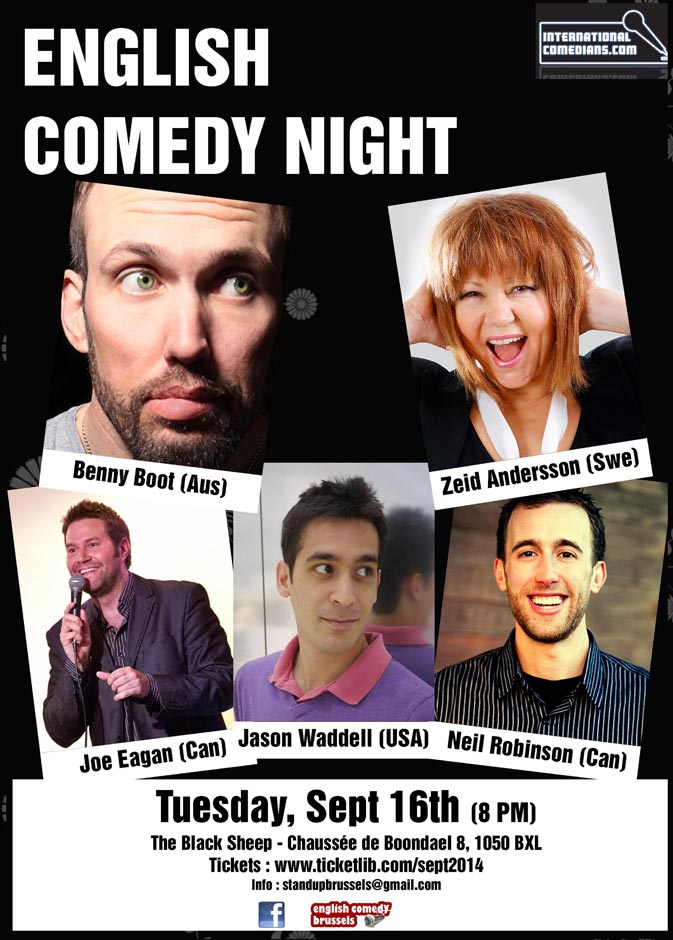 INTERNATIONAL
COMEDIANS.COM
ENGLISH
COMEDY NIGHT
Benny Boot (Aus)
Zeid Andersson (Swe)
Joe Eagan (Can)
Jason Waddell (USA)
Neil Robinson (Can)
Tuesday, Sept 16th (8 PM)
The Black Sheep - Chaussée de Boondael 8, 1050 BXL
Tickets : www.ticketlib.com/sept2014
Info : standupbrussels@gmail.com
f
english comedy
brussels